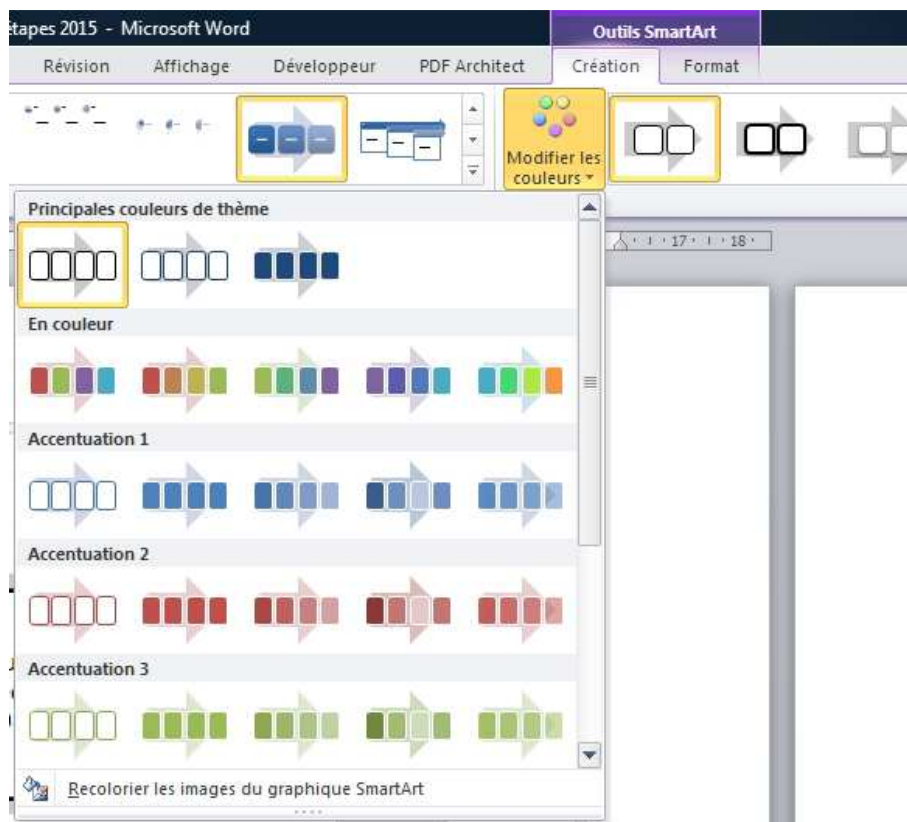 tapes 2015 - Microsoft Word
Outils SmartArt
Révision Affichage Développeur PDF Architect Création Format
Modifier les
couleurs
Principales couleurs de thème
17 18
En couleur
Accentuation 1
Accentuation 2
Accentuation 3
Recolorier les images du graphique SmartArt